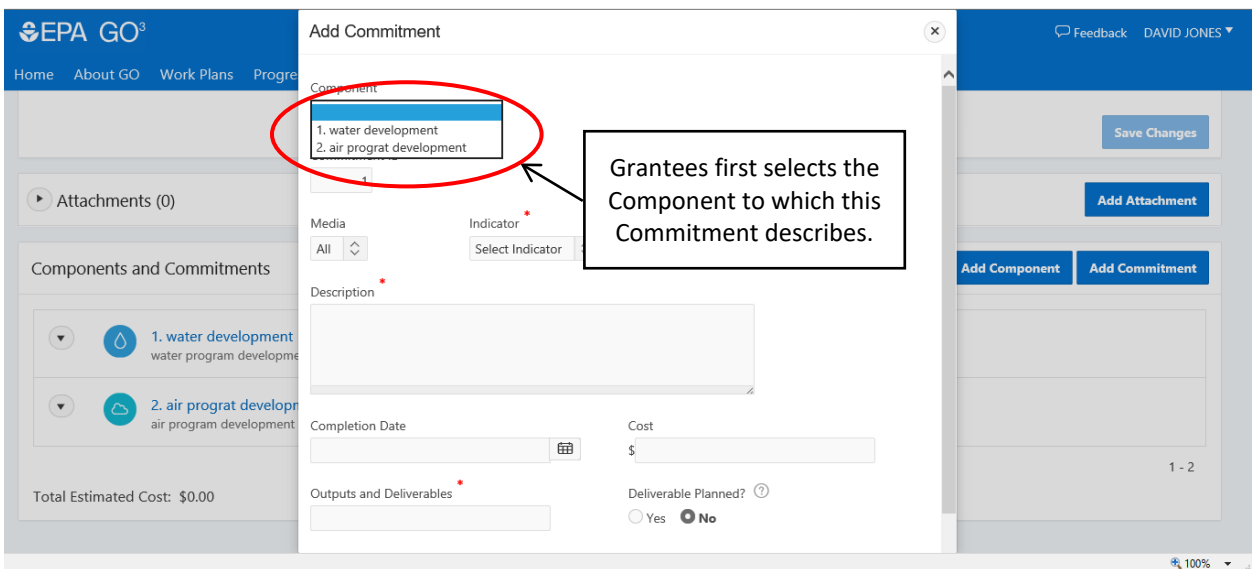 EPA GO³
Feedback DAVID JONES
Home About GO Work Plans Progre
Add Commitment
Component
1. water development
2. air prograt development
1
Grantees first selects the
Component to which this
Commitment describes.
Media
Indicator *
All
Select Indicator
Description *
Completion Date
Cost
$
Outputs and Deliverables *
Deliverable Planned? ?
Yes No
Save Changes
Attachments (0)
Add Attachment
Components and Commitments
Add Component Add Commitment
1. water development
water program developme
2. air prograt developm
air program development
1 - 2
Total Estimated Cost: $0.00
100%